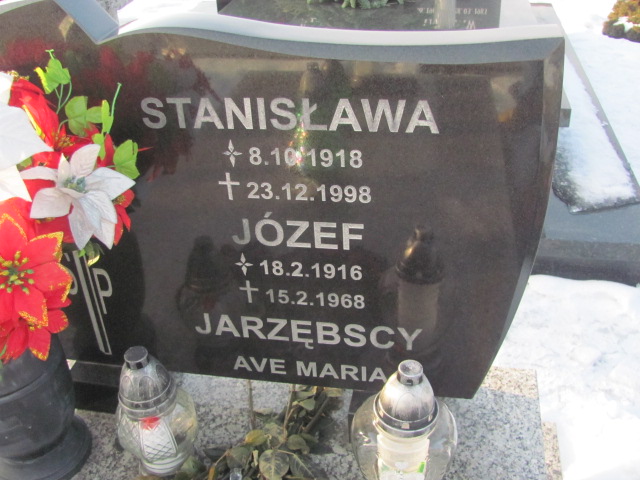 STANISŁAWA
8.10.1918
23.12.1998
JÓZEF
18.2.1916
15.2.1968
JARZĘBSCY
AVE MARIA
P